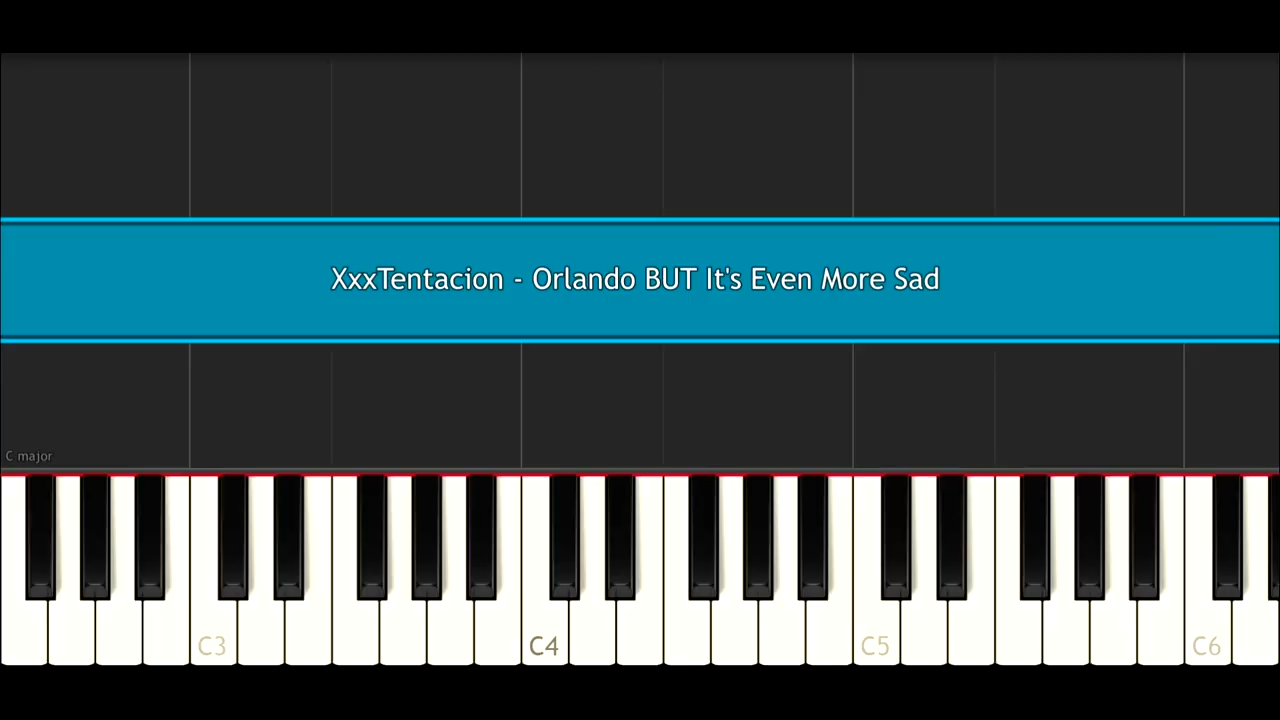 XxxTentacion - Orlando BUT It's Even More Sad
C major
C3 C4 C5 C6